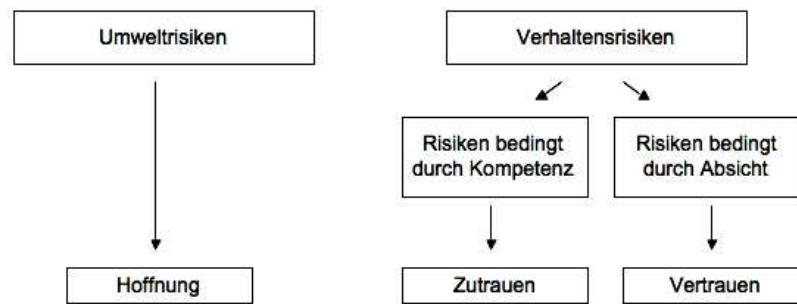 Umweltrisiken
Verhaltensrisiken
Risiken bedingt
durch Kompetenz
Risiken bedingt
durch Absicht
Hoffnung
Zutrauen
Vertrauen